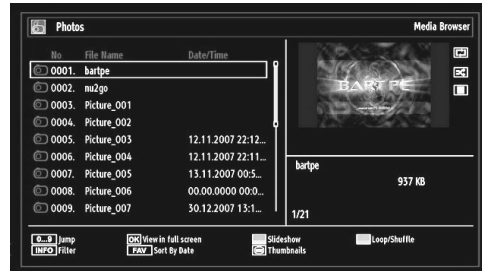 Photos Media Browser
No File Name Date/Time
0001. bartpe
0002. nu2go
0003. Picture_001
0004. Picture_002
0005. Picture_003 12.11.2007 22:12...
0006. Picture_004 12.11.2007 22:11...
0007. Picture_005 13.11.2007 00:5...
0008. Picture_006 00.00.0000 00:0...
0009. Picture_007 30.12.2007 13:1...
BART PE
bartpe
937 KB
1/21
0...9 Jump OK View in full screen Slideshow Loop/Shuffle
INFO Filter FAV Sort By Date Thumbnails